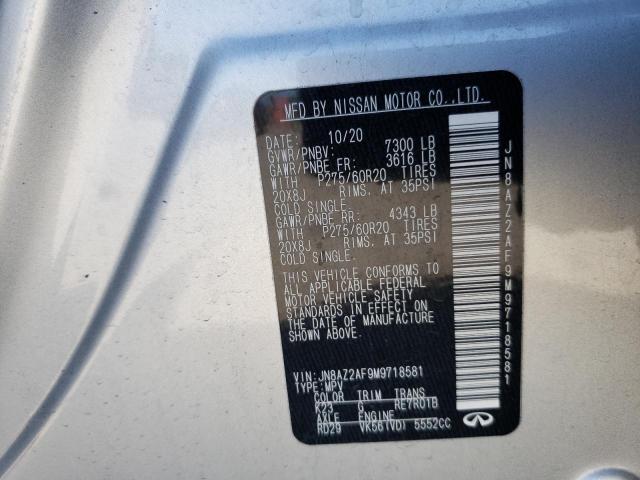 MFD BY NISSAN MOTOR CO.,LTD.
DATE: 10/20
GVWR/PNBV: 7300 LB
GAWR/PNBE FR: 3616 LB
WITH P275/60R20 TIRES
20X8J RIMS. AT 35PSI
COLD SINGLE.
GAWR/PNBE RR: 4343 LB
WITH P275/60R20 TIRES
20X8J RIMS. AT 35PSI
COLD SINGLE.
THIS VEHICLE CONFORMS TO
ALL APPLICABLE FEDERAL
MOTOR VEHICLE SAFETY
STANDARDS IN EFFECT ON
THE DATE OF MANUFACTURE.
VIN:JN8AZ2AF9M9718581
TYPE:MPV
COLOR TRIM TRANS
K23 G RE7R01B
AXLE ENGINE
RD29 VK56(VD) 5552CC
JN8AZ2AF9M9718581